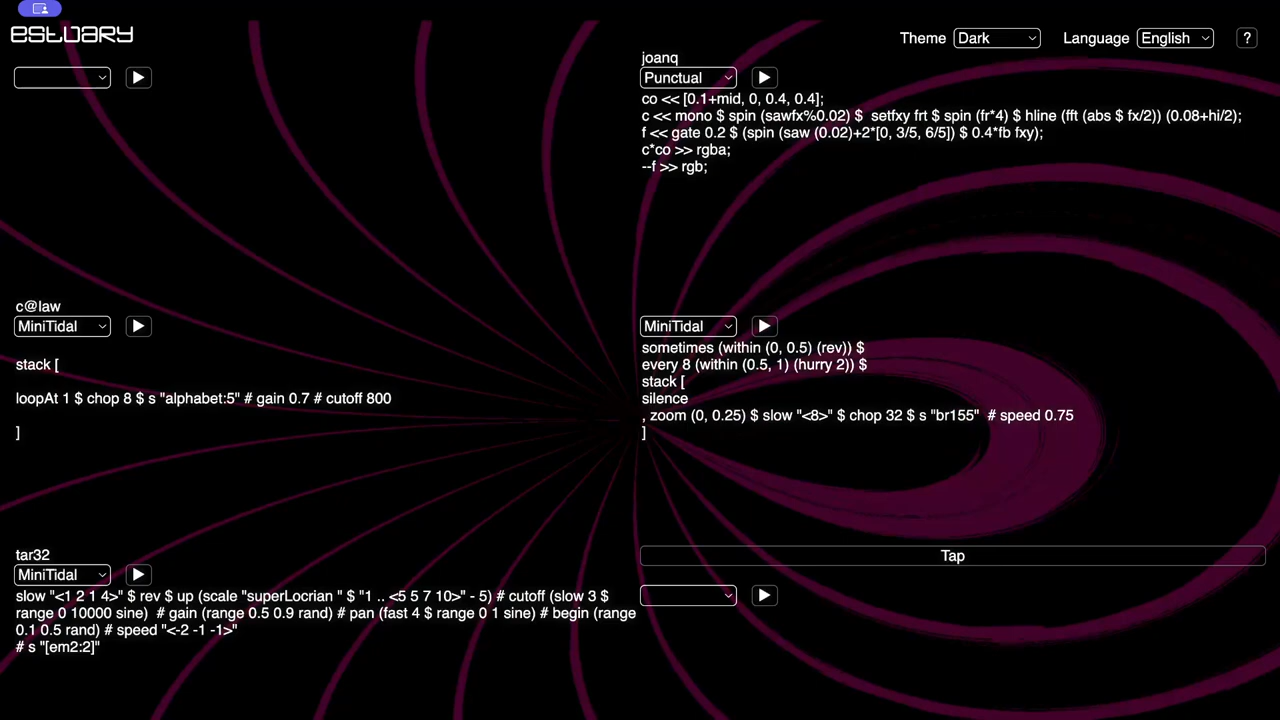 estuary
Theme Dark Language English ?
joanq
Punctual
co << [0.1+mid, 0, 0.4, 0.4];
c << mono $ spin (sawfx%0.02) $  setfxy frt $ spin (fr*4) $ hline (fft (abs $ fx/2)) (0.08+hi/2);
f << gate 0.2 $ (spin (saw (0.02)+2*[0, 3/5, 6/5]) $ 0.4*fb fxy);
c*co >> rgba;
--f >> rgb;
c@law
MiniTidal
stack [
loopAt 1 $ chop 8 $ s "alphabet:5" # gain 0.7 # cutoff 800
]
MiniTidal
sometimes (within (0, 0.5) (rev)) $
every 8 (within (0.5, 1) (hurry 2)) $
stack [
silence
, zoom (0, 0.25) $ slow "<8>" $ chop 32 $ s "br155"  # speed 0.75
]
tar32
MiniTidal
slow "<1 2 1 4>" $ rev $ up (scale "superLocrian " $ "1 .. <5 5 7 10>" - 5) # cutoff (slow 3 $
range 0 10000 sine)  # gain (range 0.5 0.9 rand) # pan (fast 4 $ range 0 1 sine) # begin (range
0.1 0.5 rand) # speed "<-2 -1 -1>"
# s "[em2:2]"
Tap